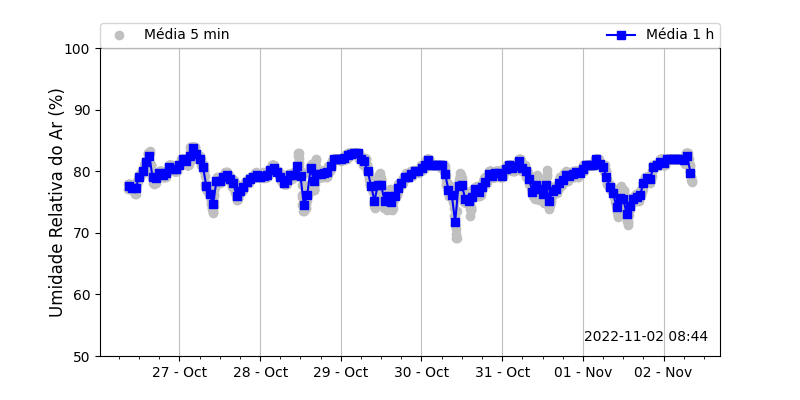 Média 5 min Média 1 h
Umidade Relativa do Ar (%)
100
90
80
70
60
50
2022-11-02 08:44
27 - Oct 28 - Oct 29 - Oct 30 - Oct 31 - Oct 01 - Nov 02 - Nov